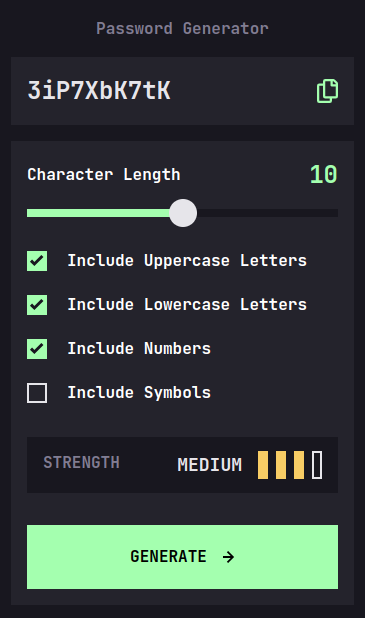 Password Generator
3iP7XbK7tK
Character Length 10
Include Uppercase Letters
Include Lowercase Letters
Include Numbers
Include Symbols
STRENGTH MEDIUM
GENERATE →